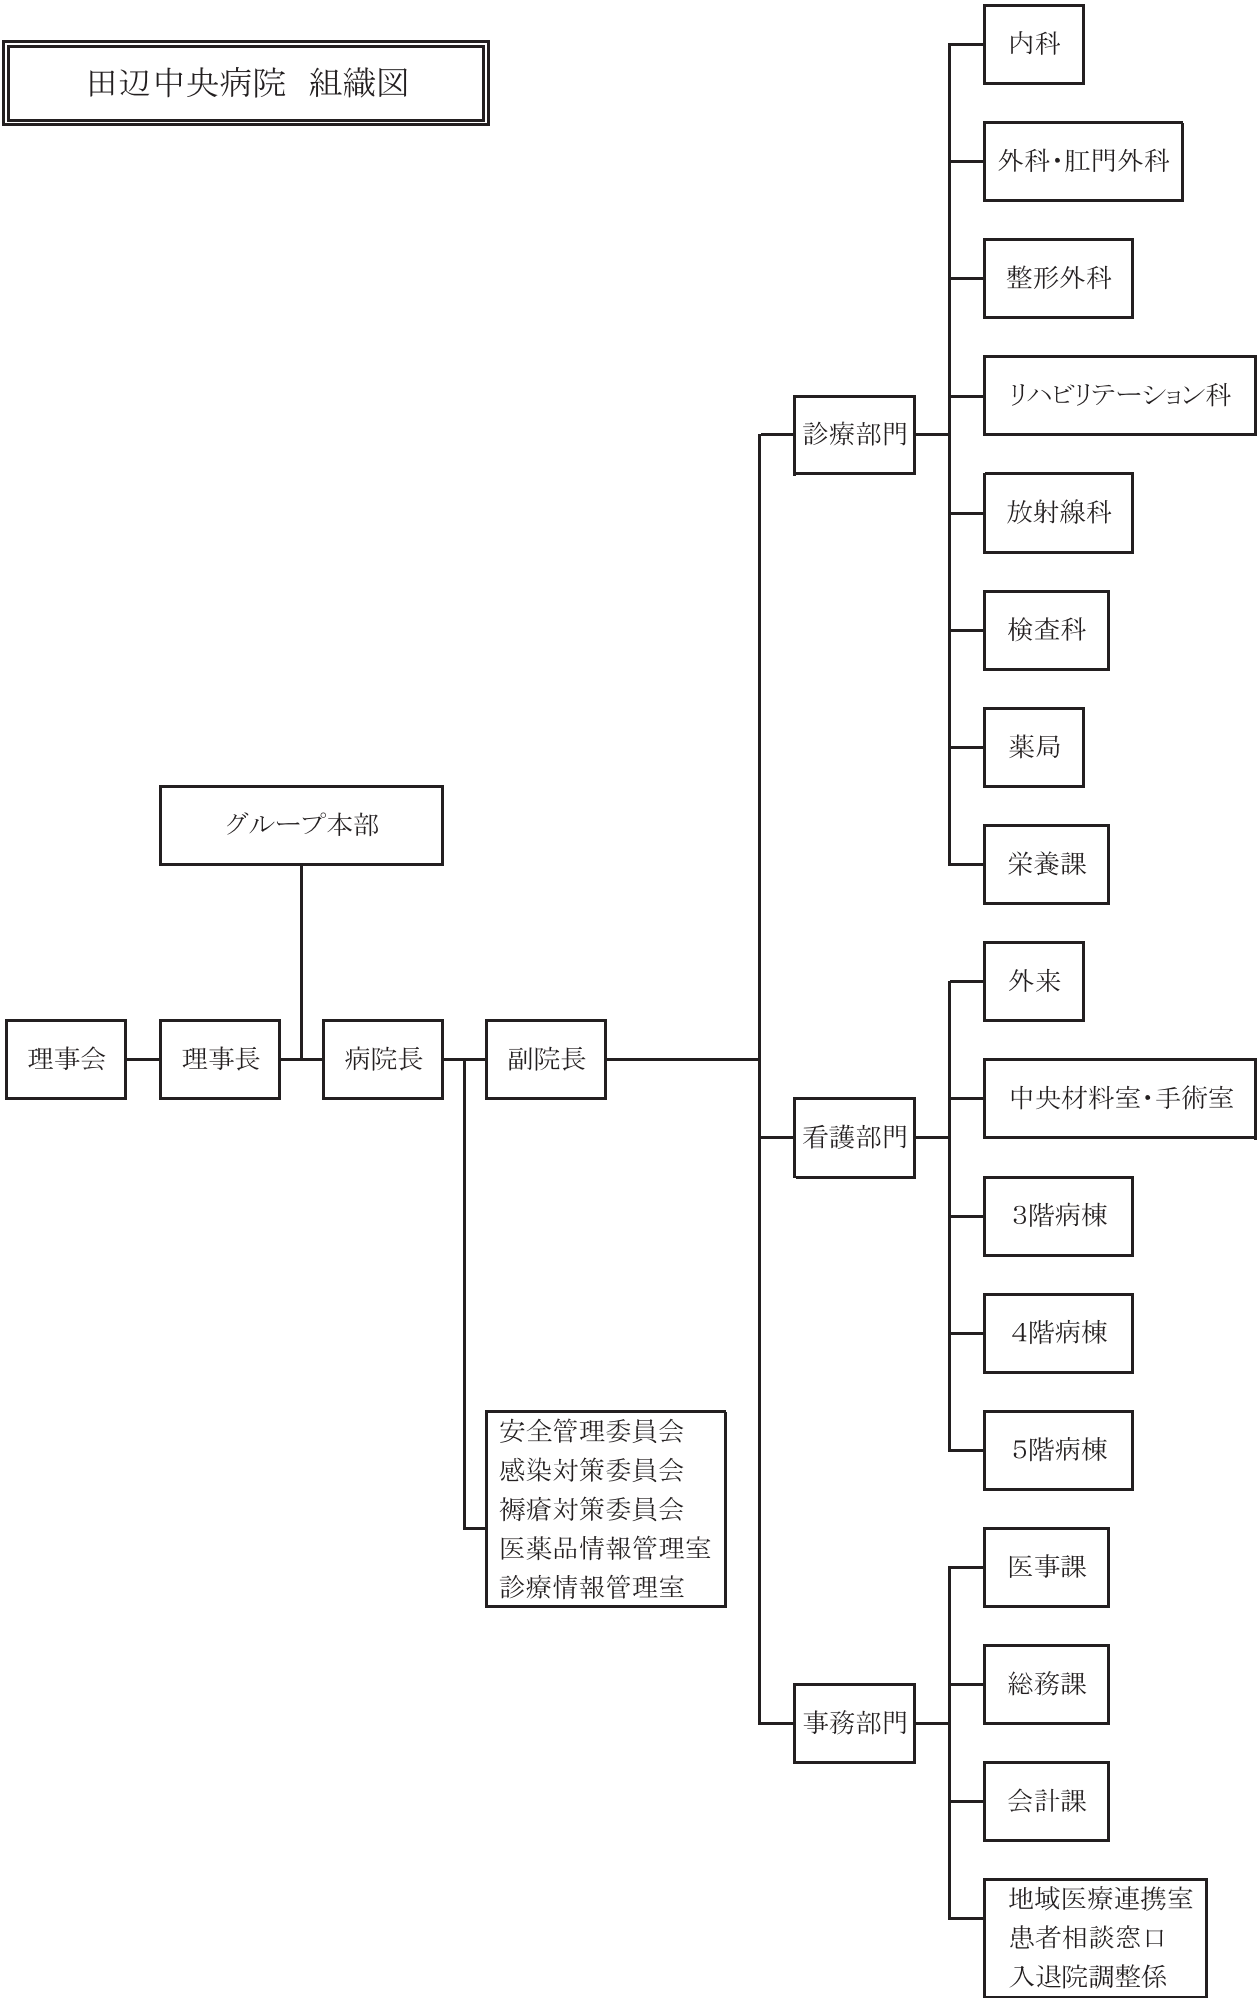 田辺中央病院 組織図
内科
外科・肛門外科
整形外科
リハビリテーション科
診療部門
放射線科
検査科
薬局
グループ本部
栄養課
外来
理事会
理事長
病院長
副院長
中央材料室・手術室
看護部門
3階病棟
4階病棟
5階病棟
安全管理委員会
感染対策委員会
褥瘡対策委員会
医薬品情報管理室
診療情報管理室
医事課
総務課
事務部門
会計課
地域医療連携室
患者相談窓口
入退院調整係